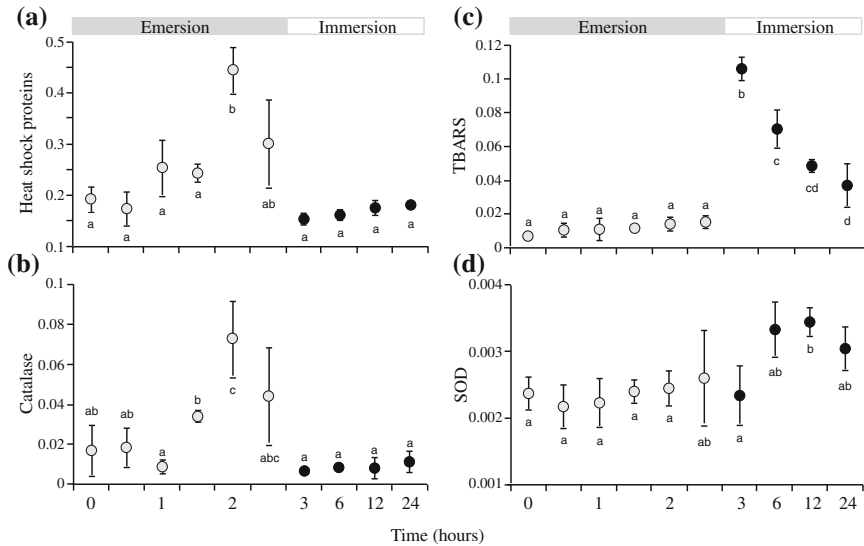 (a)
Emersion
Immersion
0.5
0.4
0.3
0.2
0.1
Heat shock proteins
a
a
a
a
b
ab
a
a
a
a
(c)
Emersion
Immersion
0.12
0.1
0.08
0.06
0.04
0.02
0
TBARS
a
a
a
a
a
a
b
c
cd
d
(b)
0.1
0.08
0.06
0.04
0.02
0
Catalase
ab
ab
a
b
c
abc
a
a
a
a
0
1
2
3
6
12
24
(d)
0.004
0.003
0.002
0.001
SOD
a
a
a
a
a
ab
a
ab
b
ab
0
1
2
3
6
12
24
Time (hours)